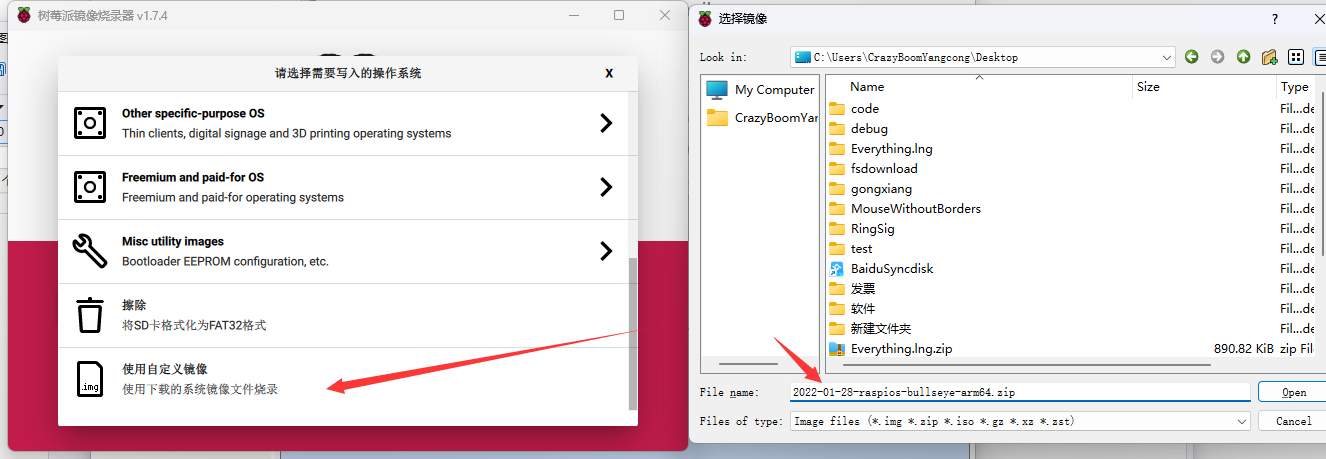 树莓派镜像烧录器 v1.7.4
请选择需要写入的操作系统
X
Other specific-purpose OS
Thin clients, digital signage and 3D printing operating systems
Freemium and paid-for OS
Freemium and paid-for operating systems
Misc utility images
Bootloader EEPROM configuration, etc.
擦除
将SD卡格式化为FAT32格式
.img
使用自定义镜像
使用下载的系统镜像文件烧录
选择镜像
?
Look in:
C:\Users\CrazyBoomYangcong\Desktop
My Computer
CrazyBoomYar
Name Size Type
code Fil...de
debug Fil...de
Everything.lng Fil...de
fsdownload Fil...de
gongxiang Fil...de
MouseWithoutBorders Fil...de
RingSig Fil...de
test Fil...de
BaiduSyncdisk Fil...de
发票 Fil...de
软件 Fil...de
新建文件夹 Fil...de
Everything.lng.zip 890.82 KiB zip File
File name: 2022-01-28-raspios-bullseye-arm64.zip Open
Files of type: Image files (*.img *.zip *.iso *.gz *.xz *.zst) Cancel